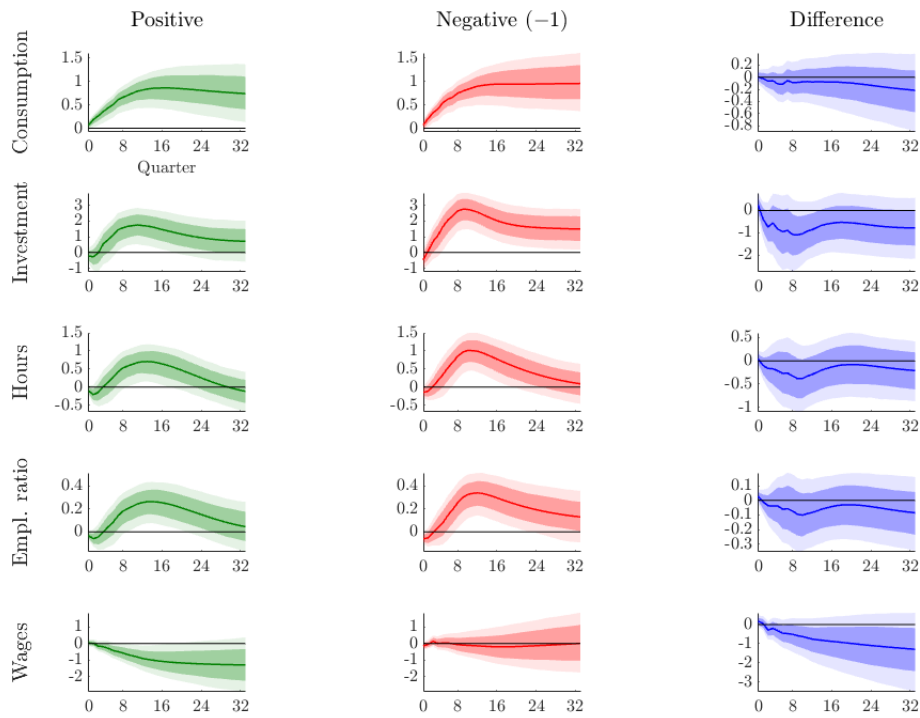 Positive
Negative (−1)
Difference
Consumption
1.5
1
0.5
0
0 8 16 24 32
Quarter
1.5
1
0.5
0
0 8 16 24 32
0.2
0
-0.2
-0.4
-0.6
-0.8
0 8 16 24 32
Investment
3
2
1
0
-1
0 8 16 24 32
3
2
1
0
-1
0 8 16 24 32
0
-1
-2
0 8 16 24 32
Hours
1.5
1
0.5
0
-0.5
0 8 16 24 32
1.5
1
0.5
0
-0.5
0 8 16 24 32
0.5
0
-0.5
-1
0 8 16 24 32
Empl. ratio
0.4
0.2
0
0 8 16 24 32
0.4
0.2
0
0 8 16 24 32
0.1
0
-0.1
-0.2
-0.3
0 8 16 24 32
Wages
1
0
-1
-2
0 8 16 24 32
1
0
-1
-2
0 8 16 24 32
0
-1
-2
-3
0 8 16 24 32